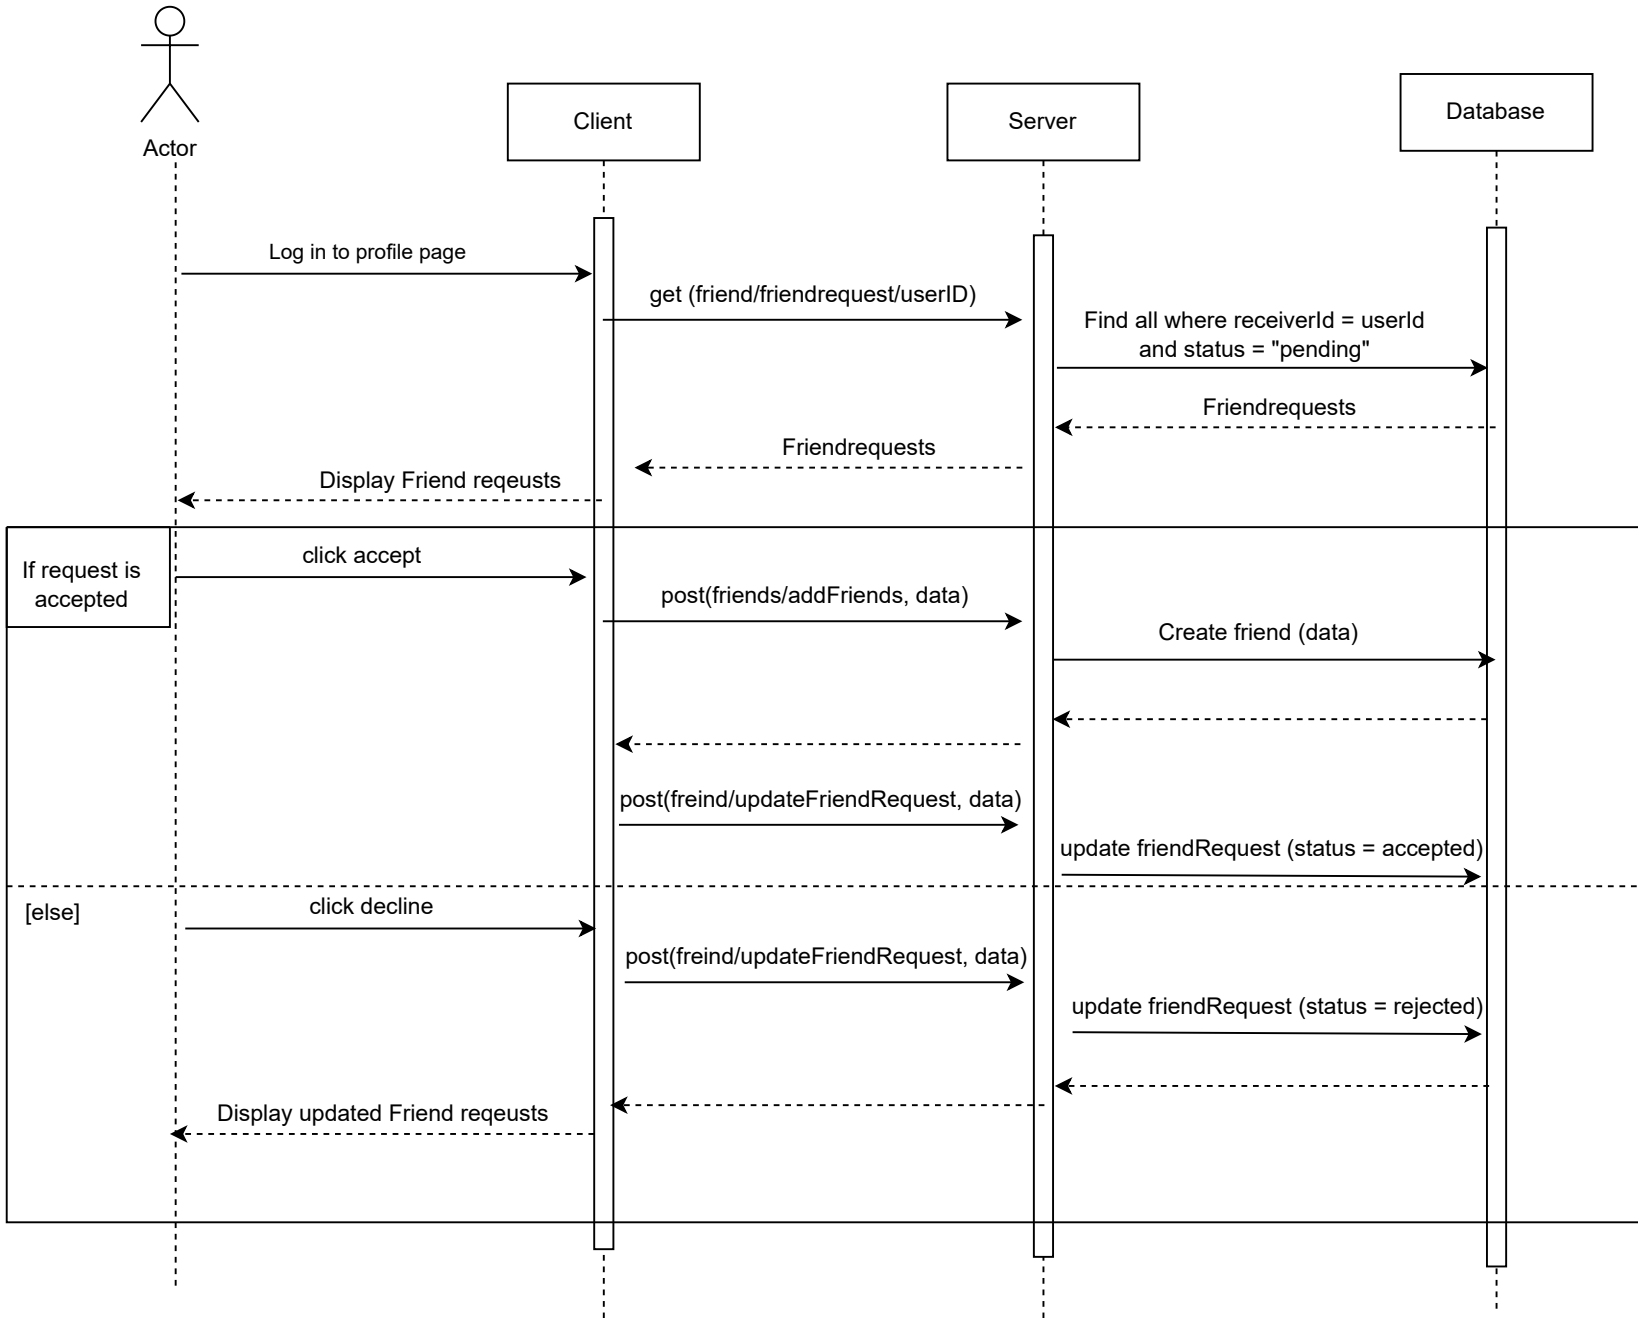 Actor
Client
Server
Database
Log in to profile page
get (friend/friendrequest/userID)
Find all where receiverId = userId
and status = "pending"
Friendrequests
Friendrequests
Display Friend reqeusts
If request is
accepted
click accept
post(friends/addFriends, data)
Create friend (data)
post(freind/updateFriendRequest, data)
update friendRequest (status = accepted)
[else]
click decline
post(freind/updateFriendRequest, data)
update friendRequest (status = rejected)
Display updated Friend reqeusts